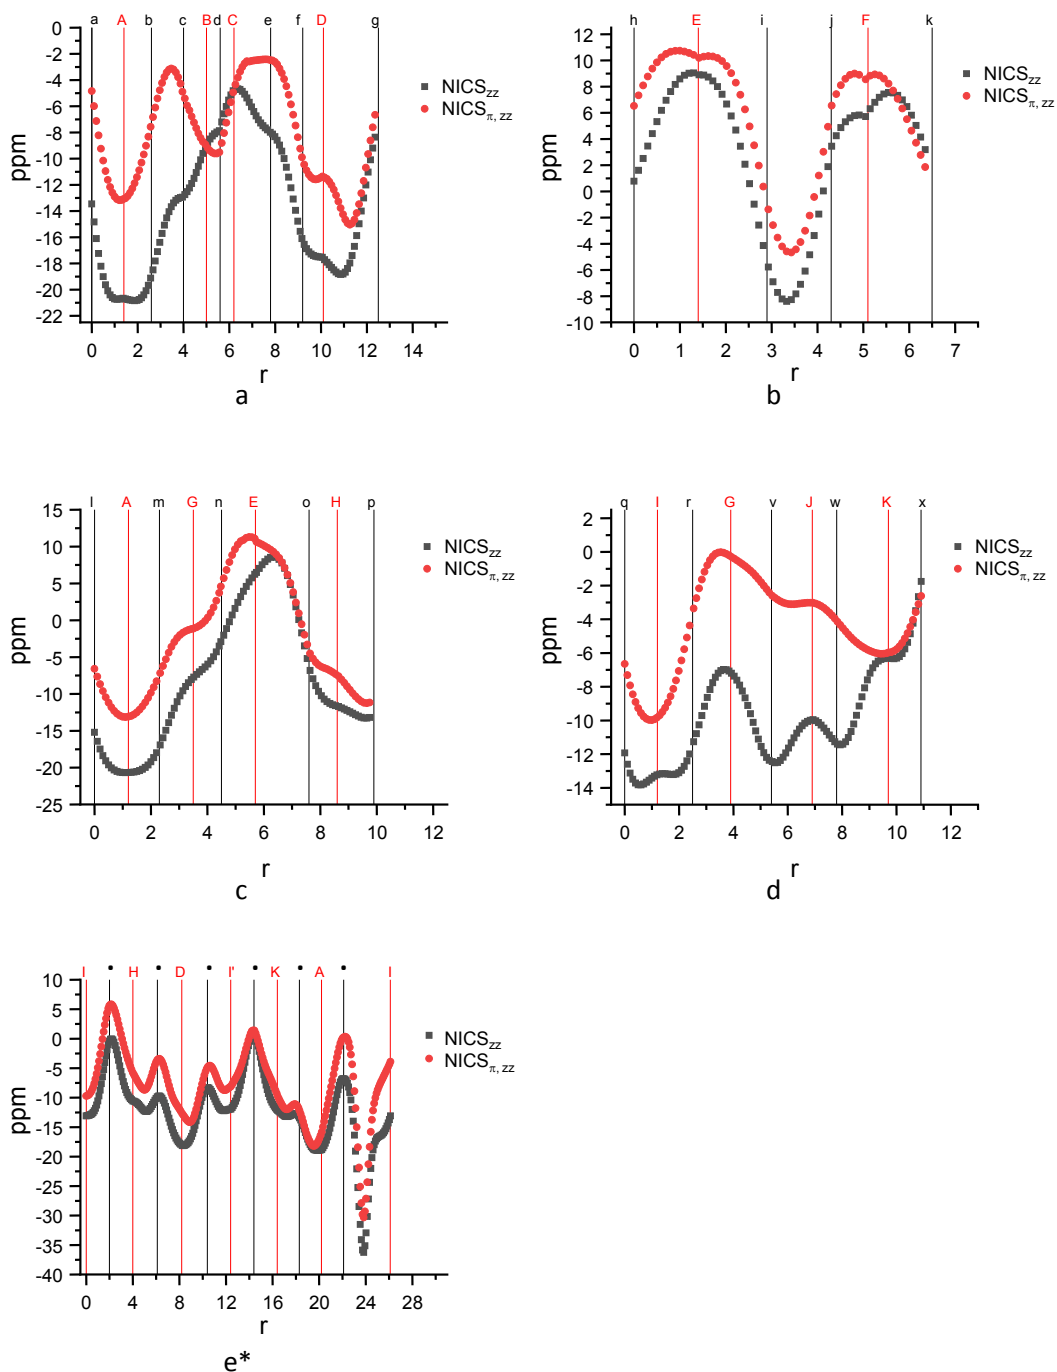 a A b c B d C e f D g
0
-2
-4
-6
-8
-10
-12
-14
-16
-18
-20
-22
ppm
0 2 4 6 8 10 12 14
r
NICSzz
NICSπ, zz
a
h E i j F k
12
10
8
6
4
2
0
-2
-4
-6
-8
-10
ppm
0 1 2 3 4 5 6 7
r
NICSzz
NICSπ, zz
b
l A m G n E o H p
15
10
5
0
-5
-10
-15
-20
-25
ppm
0 2 4 6 8 10 12
r
NICSzz
NICSπ, zz
c
q I r G v J w K x
2
0
-2
-4
-6
-8
-10
-12
-14
ppm
0 2 4 6 8 10 12
r
NICSzz
NICSπ, zz
d
I • H • D • I' • K • A • I
10
5
0
-5
-10
-15
-20
-25
-30
-35
-40
ppm
0 4 8 12 16 20 24 28
r
NICSzz
NICSπ, zz
e*